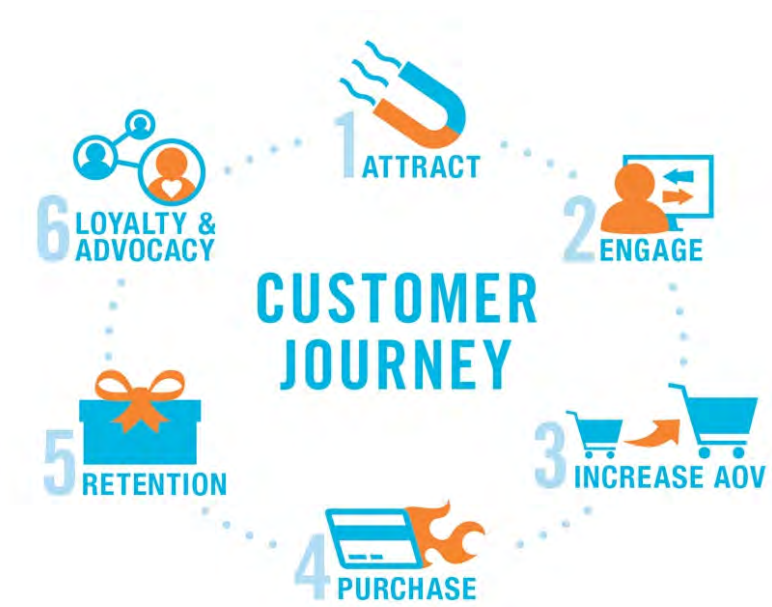 1 ATTRACT
2 ENGAGE
3 INCREASE AOV
4 PURCHASE
5 RETENTION
6 LOYALTY &
ADVOCACY
CUSTOMER
JOURNEY